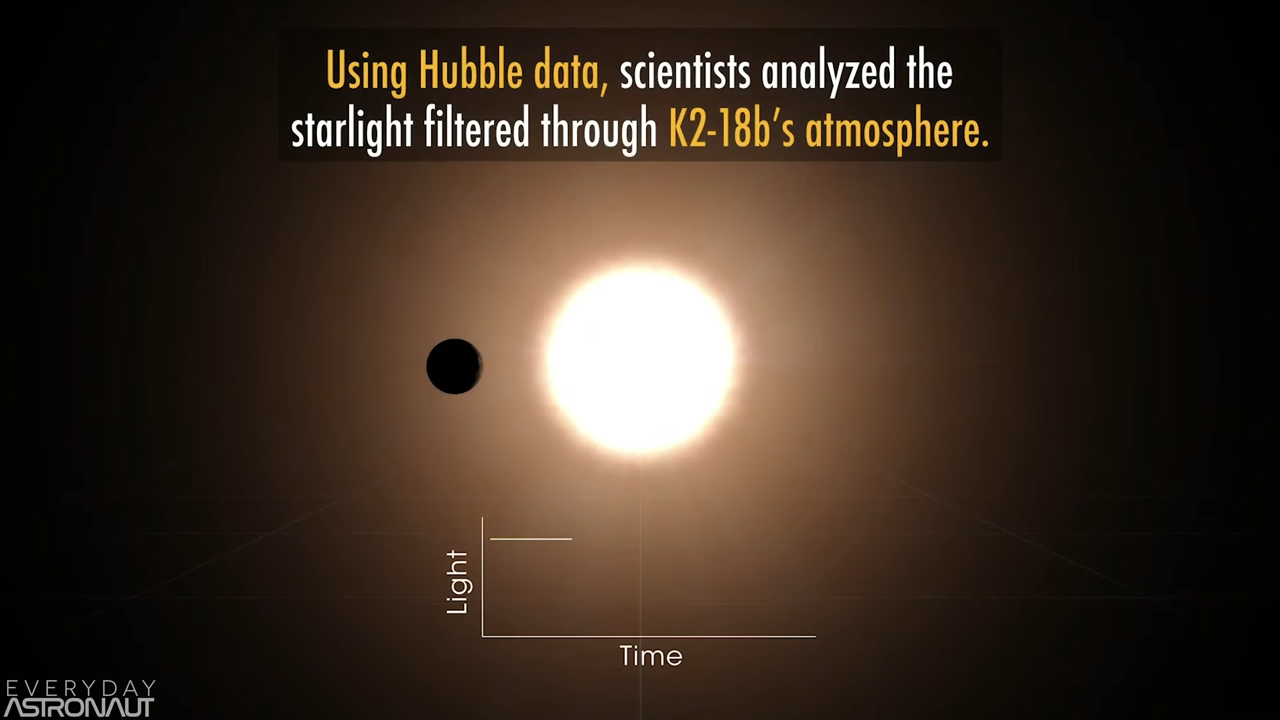 Using Hubble data, scientists analyzed the
starlight filtered through K2-18b's atmosphere.
Light
Time
EVERYDAY
ASTRONAUT